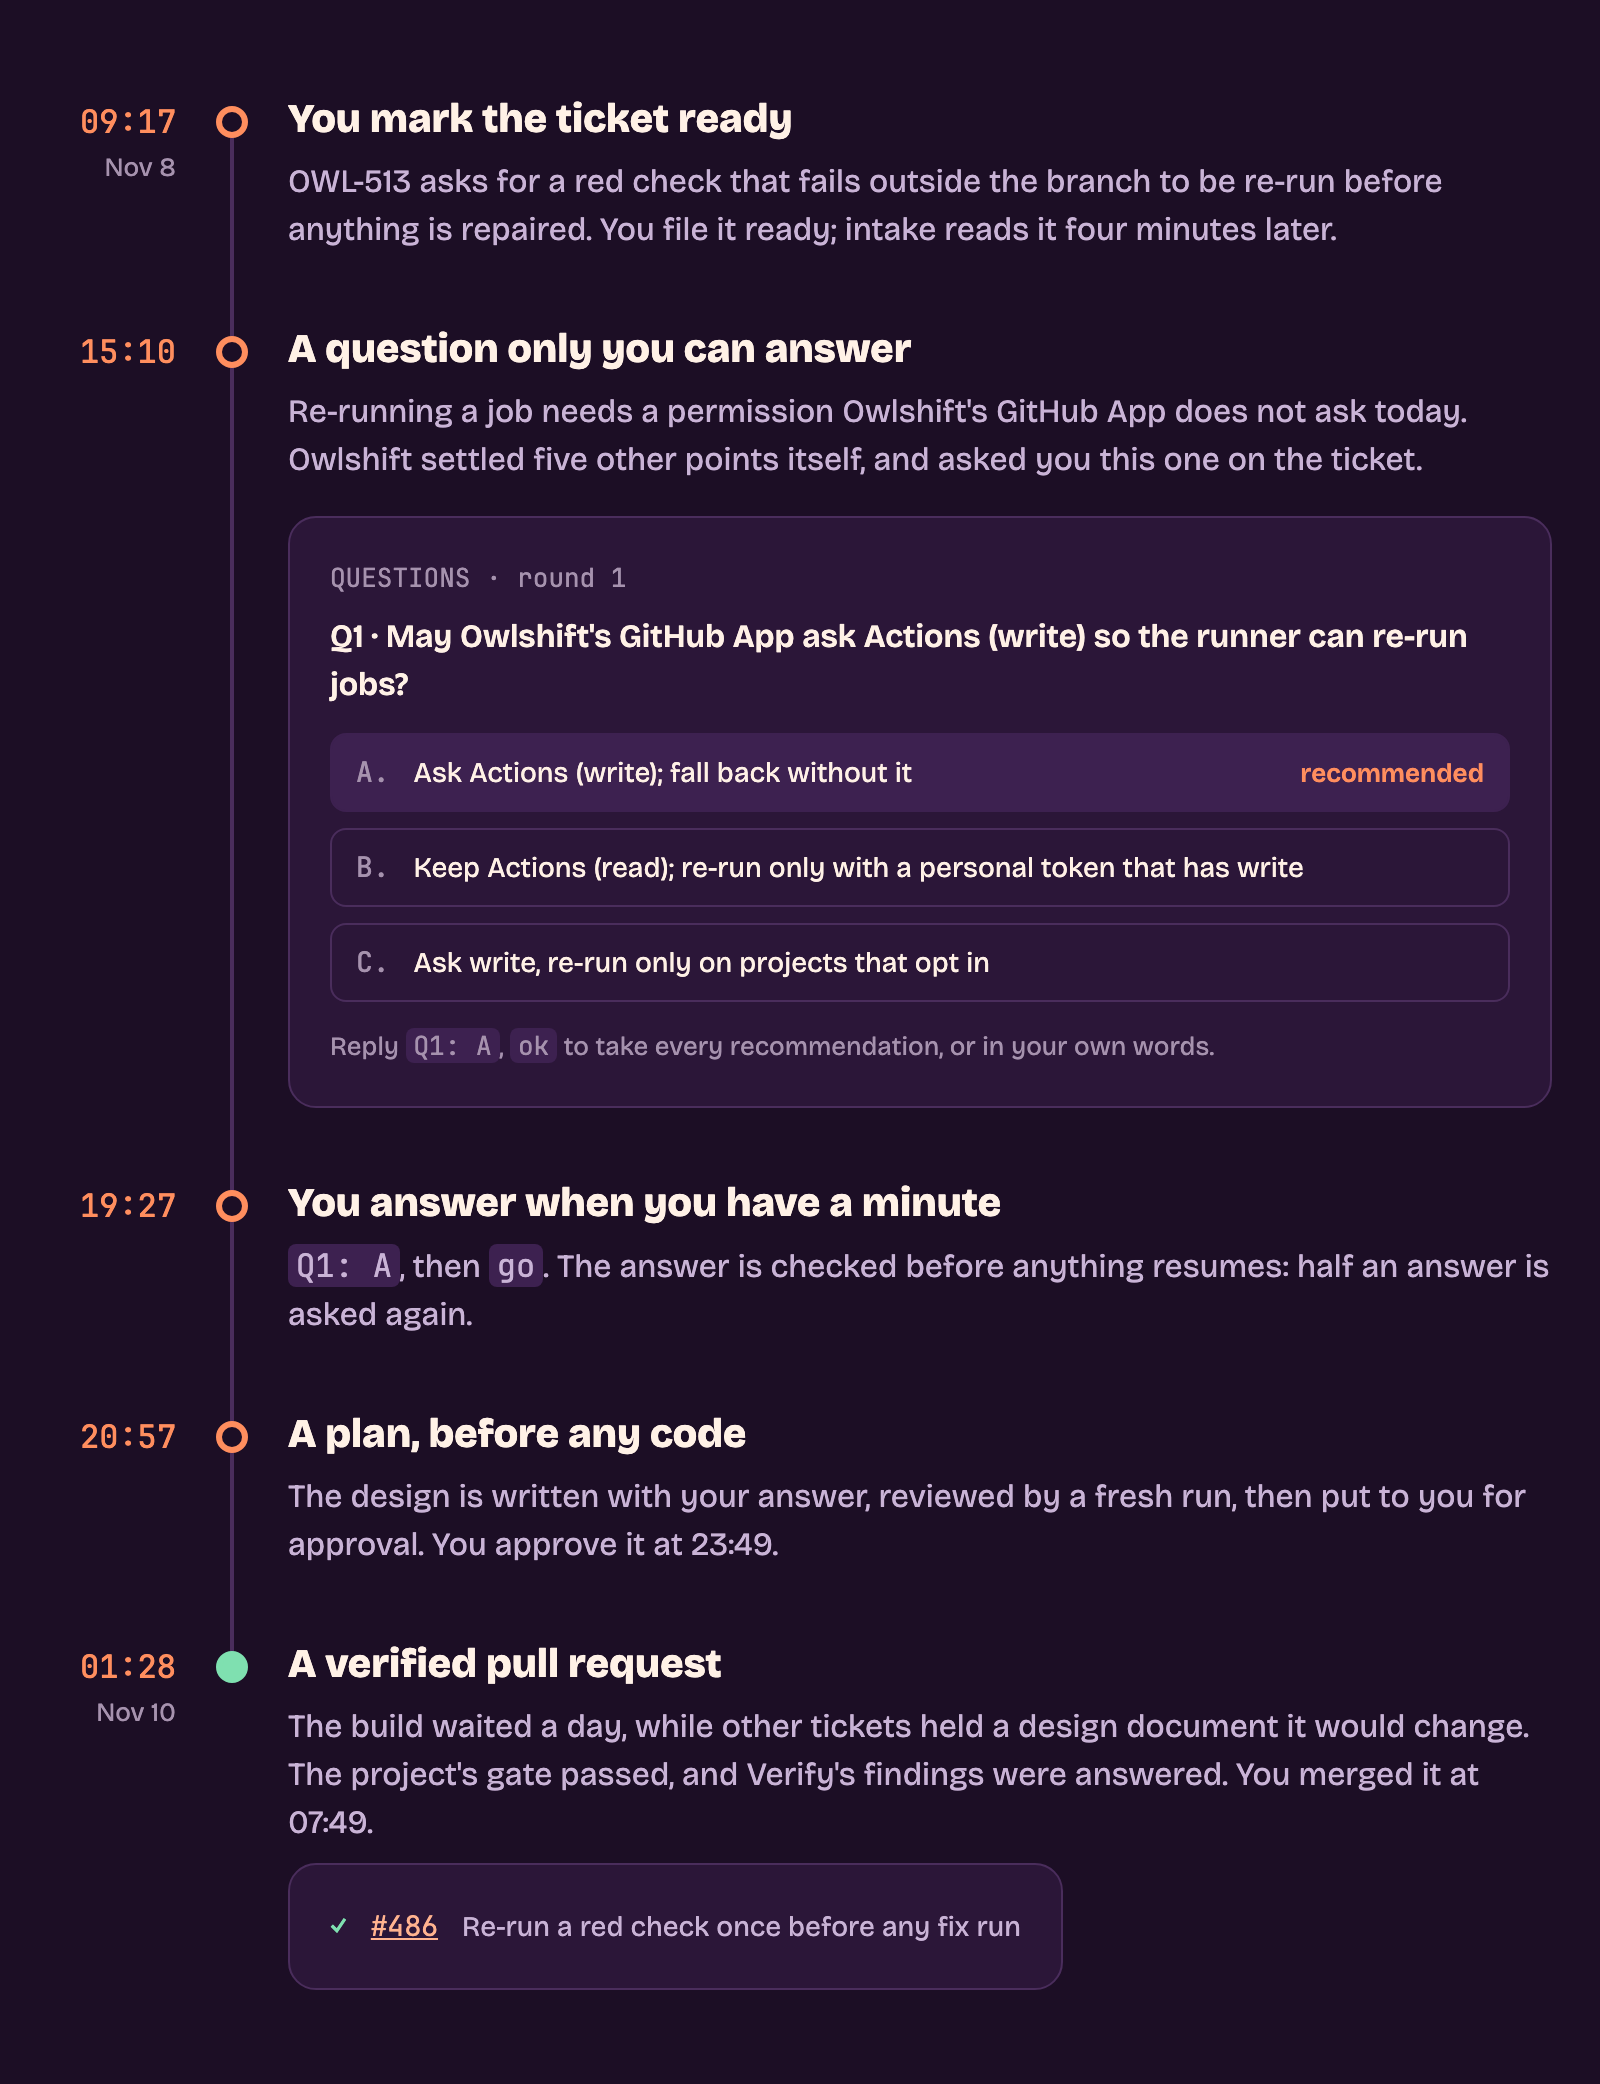 09:17
Nov 8
You mark the ticket ready
OWL-513 asks for a red check that fails outside the branch to be re-run before
anything is repaired. You file it ready; intake reads it four minutes later.
15:10
A question only you can answer
Re-running a job needs a permission Owlshift's GitHub App does not ask today.
Owlshift settled five other points itself, and asked you this one on the ticket.
QUESTIONS · round 1
Q1 · May Owlshift's GitHub App ask Actions (write) so the runner can re-run
jobs?
A. Ask Actions (write); fall back without it recommended
B. Keep Actions (read); re-run only with a personal token that has write
C. Ask write, re-run only on projects that opt in
Reply Q1: A, ok to take every recommendation, or in your own words.
19:27
You answer when you have a minute
Q1: A, then go. The answer is checked before anything resumes: half an answer is
asked again.
20:57
A plan, before any code
The design is written with your answer, reviewed by a fresh run, then put to you for
approval. You approve it at 23:49.
01:28
Nov 10
A verified pull request
The build waited a day, while other tickets held a design document it would change.
The project's gate passed, and Verify's findings were answered. You merged it at
07:49.
✓ #486 Re-run a red check once before any fix run